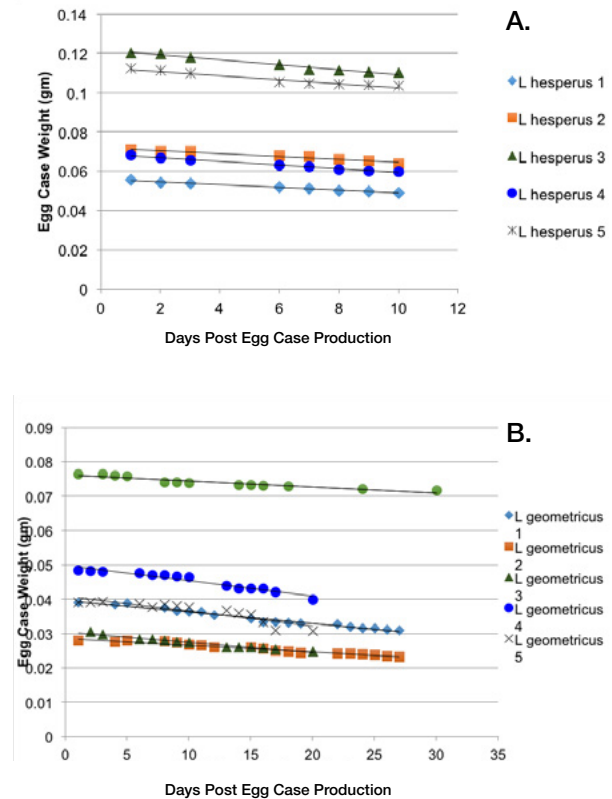 A.
0.14
0.12
0.1
0.08
0.06
0.04
0.02
0
Egg Case Weight (gm)
0 2 4 6 8 10 12
Days Post Egg Case Production
L hesperus 1
L hesperus 2
L hesperus 3
L hesperus 4
L hesperus 5
B.
0.09
0.08
0.07
0.06
0.05
0.04
0.03
0.02
0.01
0
Egg Case Weight (gm)
0 5 10 15 20 25 30 35
Days Post Egg Case Production
L geometricus
1
L geometricus
2
L geometricus
3
L geometricus
4
L geometricus
5